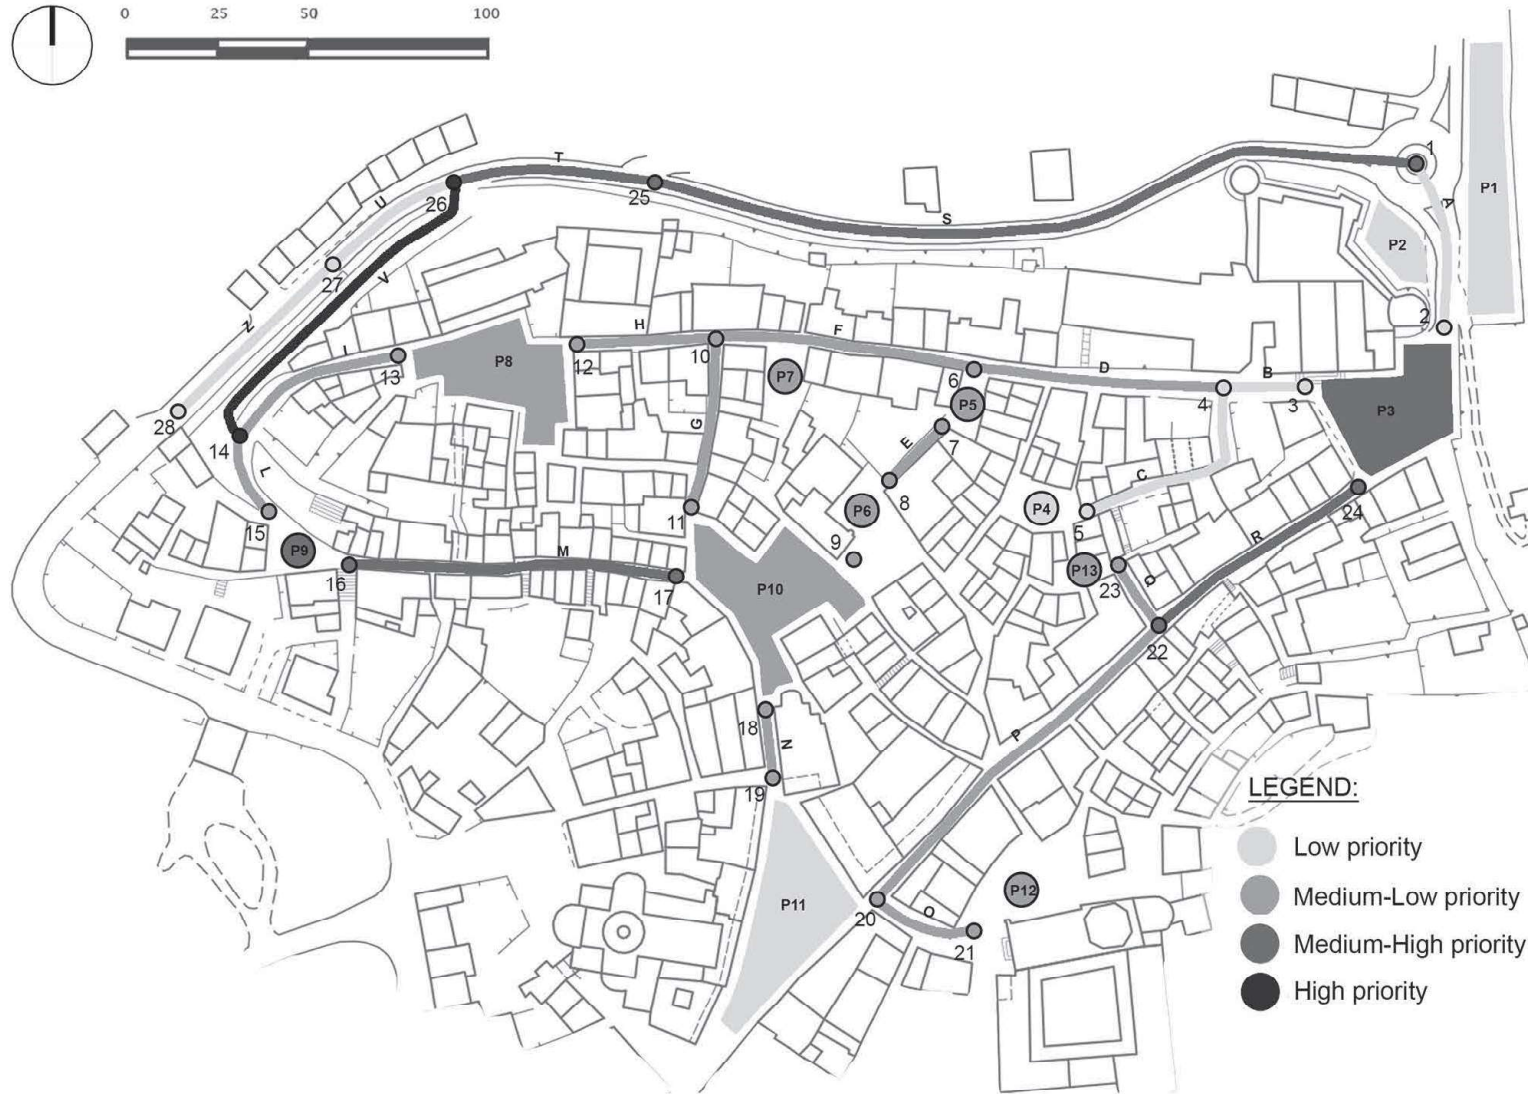 0 25 50 100
1
P1
A
T
26
25
U
S
P2
27
V
Z
2
H
F
I
P8
10
12
13
P7
6
D
B
4
3
P3
P5
28
G
E
7
14
L
C
8
11
P6
P4
5
24
15
9
R
P9
M
16
P13
23
Q
17
P10
D
22
18
P
N
19
LEGEND:
Low priority
P12
Medium-Low priority
P11
O
20
21
Medium-High priority
High priority